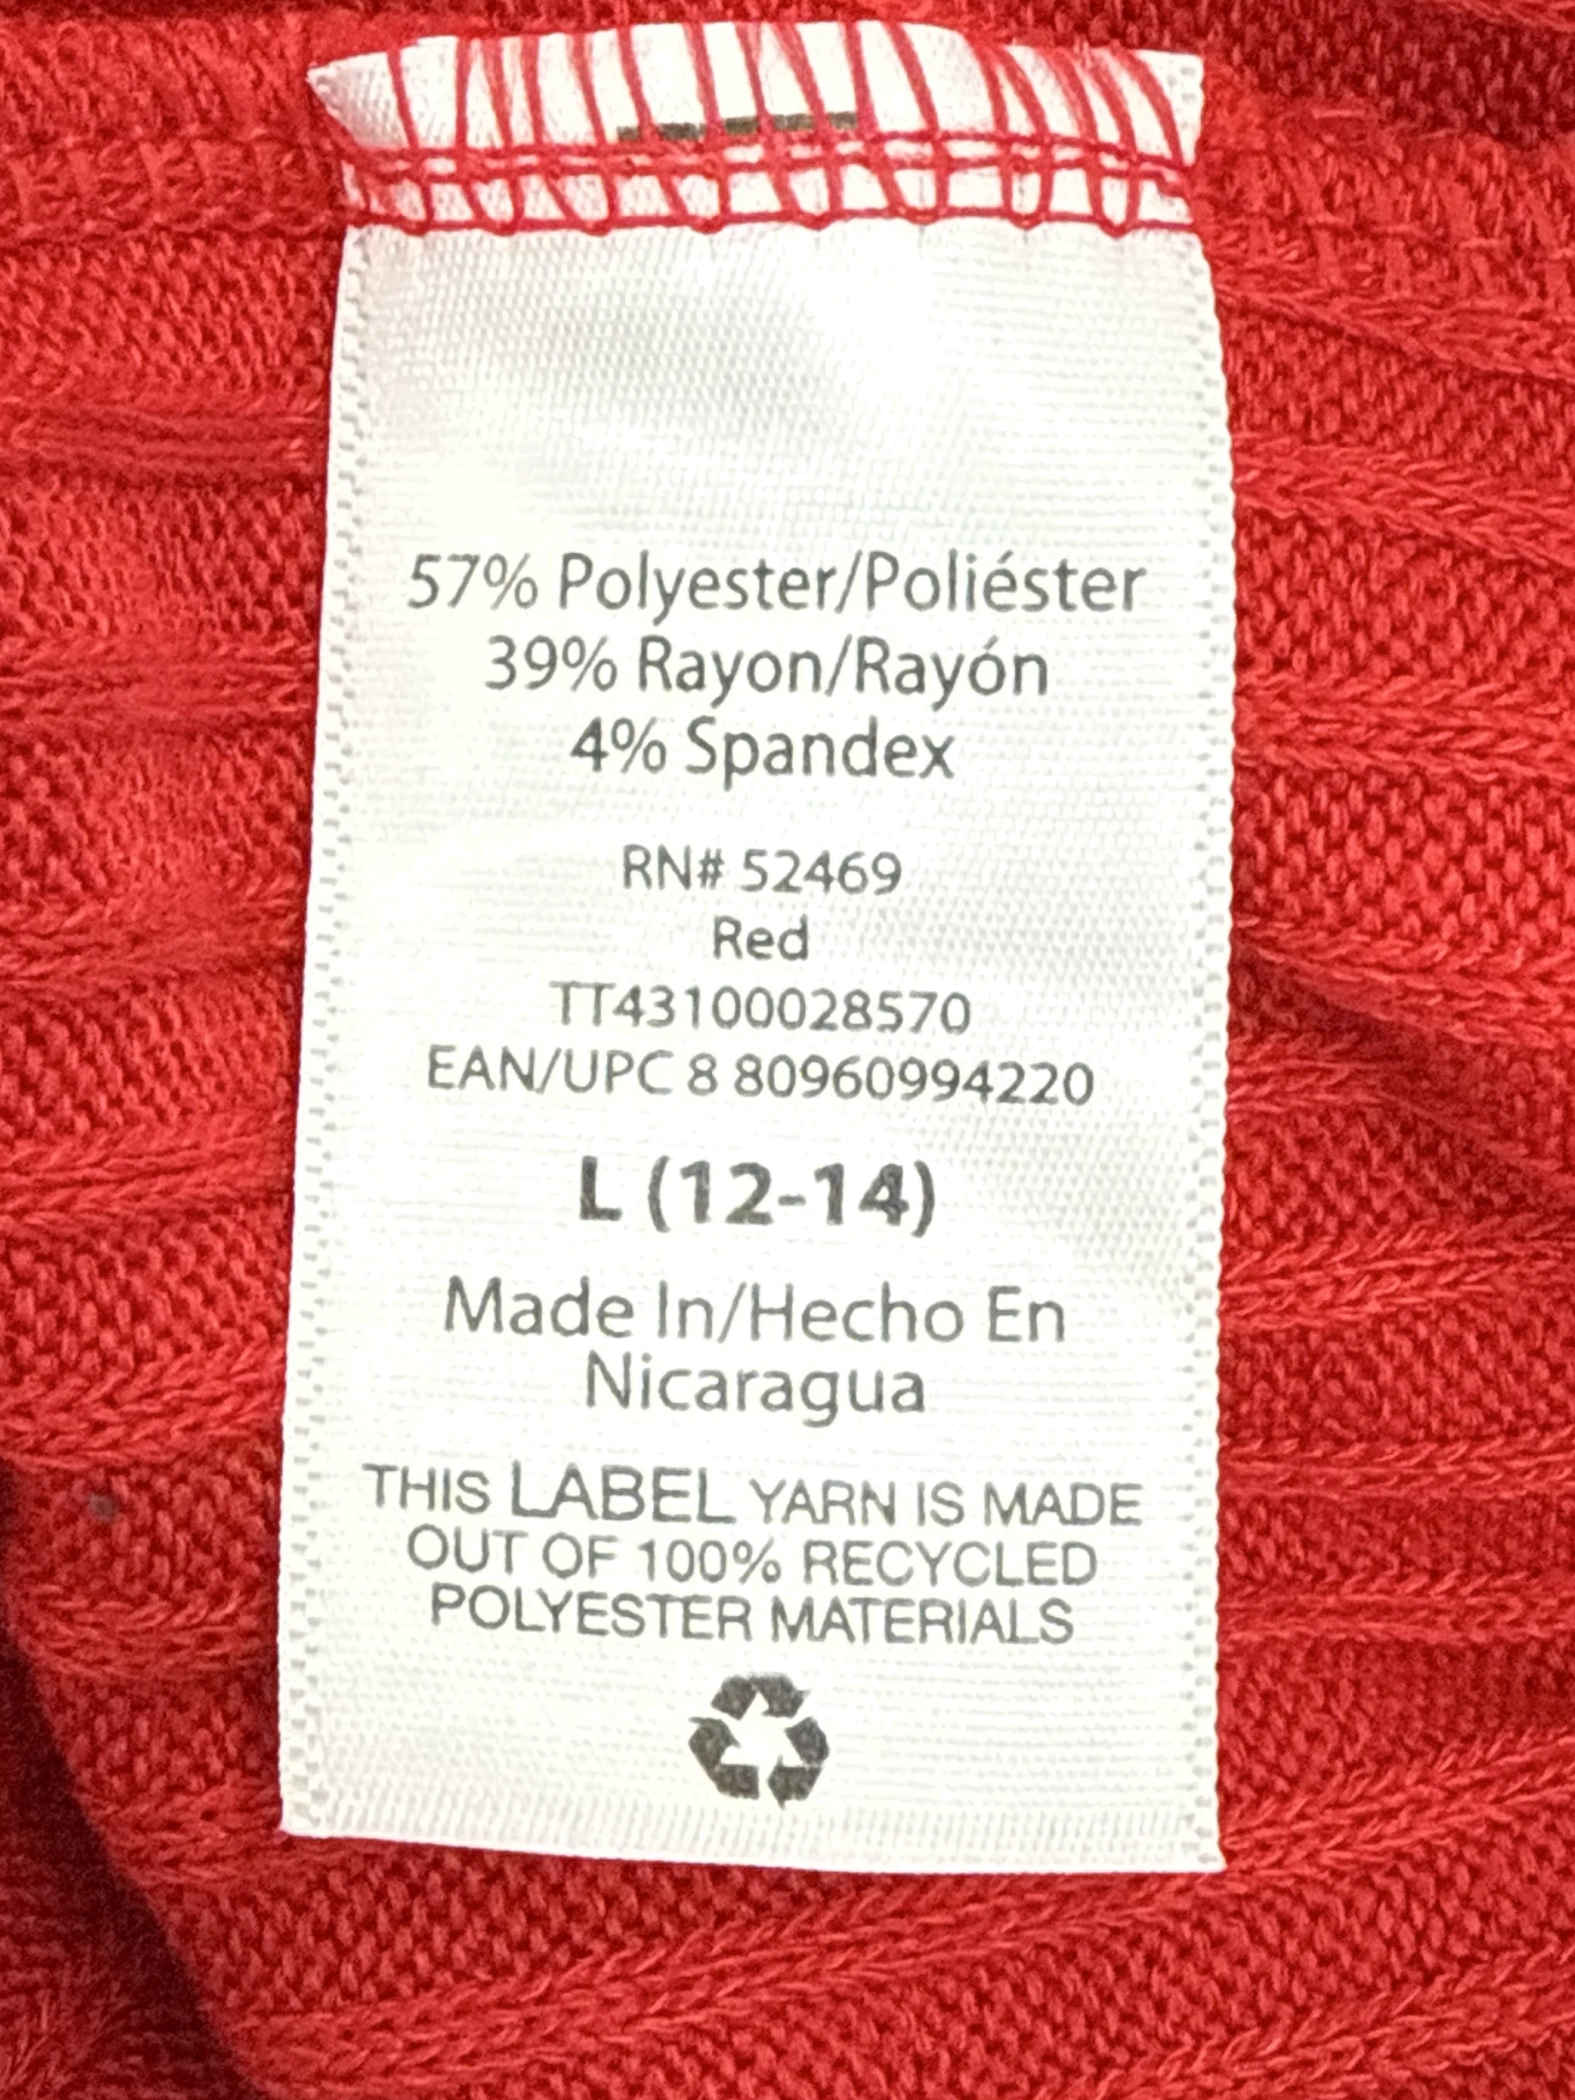 57% Polyester/Poliéster
39% Rayon/Rayón
4% Spandex
RN# 52469
Red
TT43100028570
EAN/UPC 8 80960994220
L (12-14)
Made In/Hecho En
Nicaragua
THIS LABEL YARN IS MADE
OUT OF 100% RECYCLED
POLYESTER MATERIALS